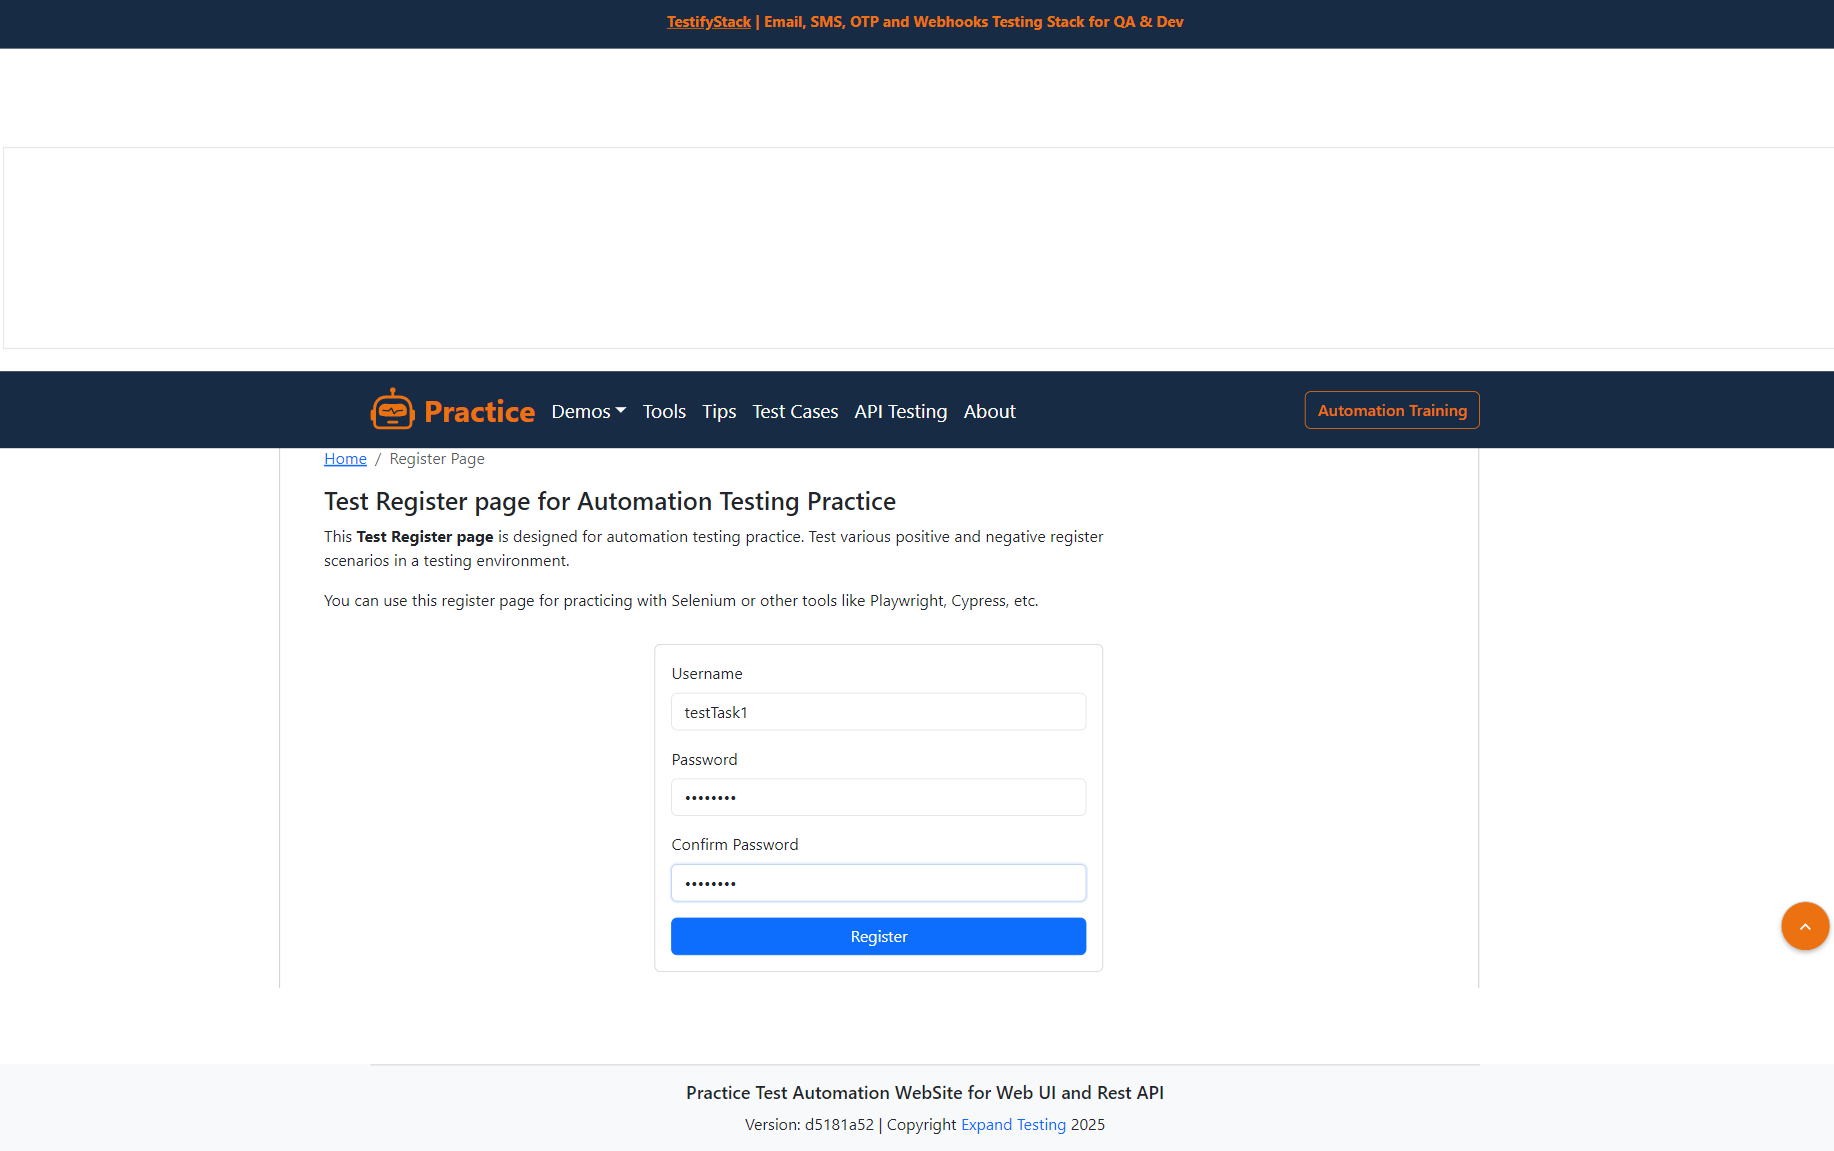 TestifyStack | Email, SMS, OTP and Webhooks Testing Stack for QA & Dev
Practice Demos Tools Tips Test Cases API Testing About Automation Training
Home / Register Page
Test Register page for Automation Testing Practice
This Test Register page is designed for automation testing practice. Test various positive and negative register
scenarios in a testing environment.
You can use this register page for practicing with Selenium or other tools like Playwright, Cypress, etc.
Username
testTask1
Password
••••••••
Confirm Password
••••••••
Register
Practice Test Automation WebSite for Web UI and Rest API
Version: d5181a52 | Copyright Expand Testing 2025